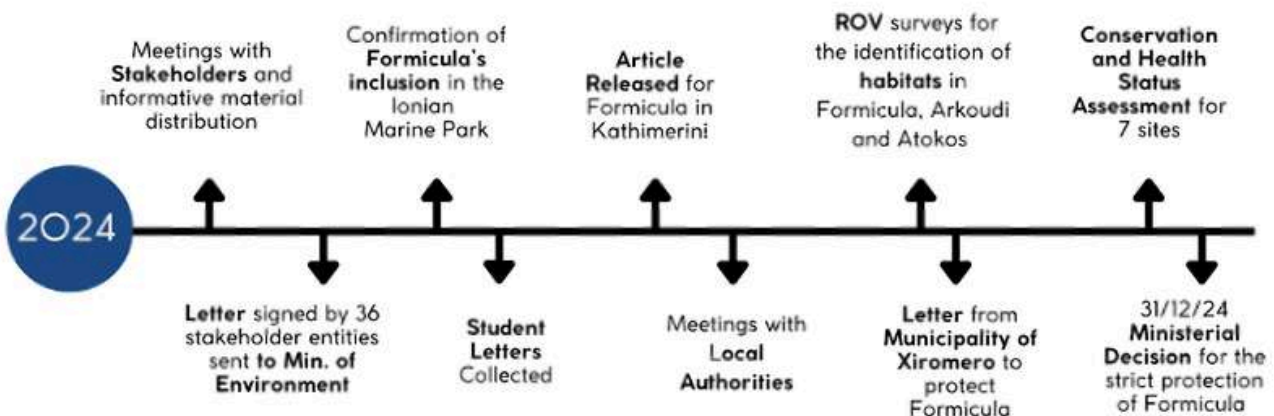 Meetings with
Stakeholders and
informative material
distribution
Confirmation of
Formicula's
inclusion in the
Ionian
Marine Park
Article
Released for
Formicula in
Kathimerini
ROV surveys for
the identification of
habitats in
Formicula, Arkoudi
and Atokos
Conservation
and Health
Status
Assessment for
7 sites
2024
Letter signed by 36
stakeholder entities
sent to Min. of
Environment
Student
Letters
Collected
Meetings with
Local
Authorities
Letter from
Municipality of
Xiromero to
protect
Formicula
31/12/24
Ministerial
Decision for the
strict protection
of Formicula